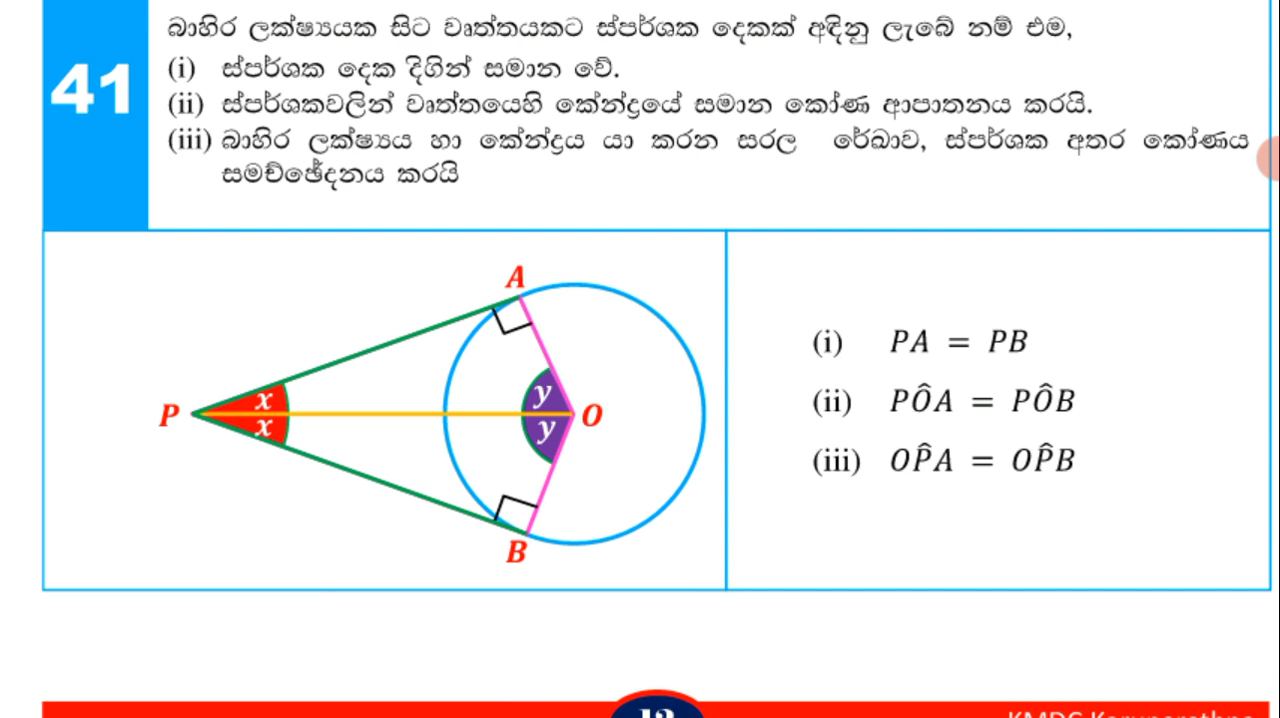 බාහිර ලක්ෂ්‍යයක සිට වෘත්තයකට ස්පර්ශක දෙකක් අඳිනු ලැබේ නම් එම,
41
(i) ස්පර්ශක දෙක දිගින් සමාන වේ.
(ii) ස්පර්ශකවලින් වෘත්තයෙහි කේන්ද්‍රයේ සමාන කෝණ ආපාතනය කරයි.
(iii) බාහිර ලක්ෂ්‍යය හා කේන්ද්‍රය යා කරන සරල රේඛාව, ස්පර්ශක අතර කෝණය
සමච්ඡේදනය කරයි
A
P
x
x
y
y
O
B
(i) PA = PB
(ii) PÔA = PÔB
(iii) OP̂A = OP̂B